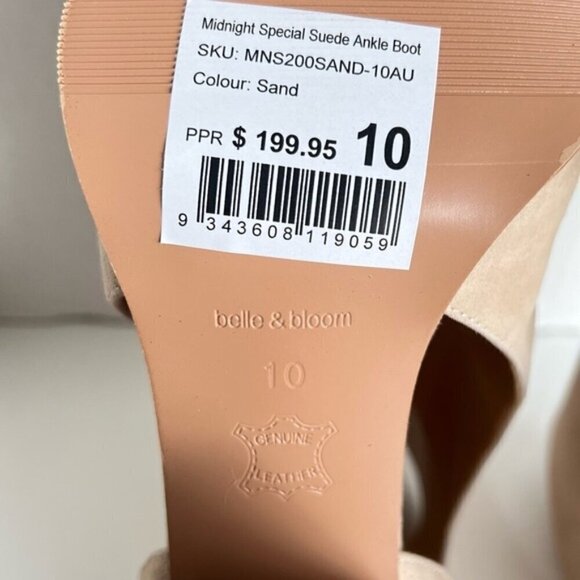 Midnight Special Suede Ankle Boot
SKU: MNS200SAND-10AU
Colour: Sand
PPR $ 199.95 10
9 343608 119059
belle & bloom
10
GENUINE
LEATHER